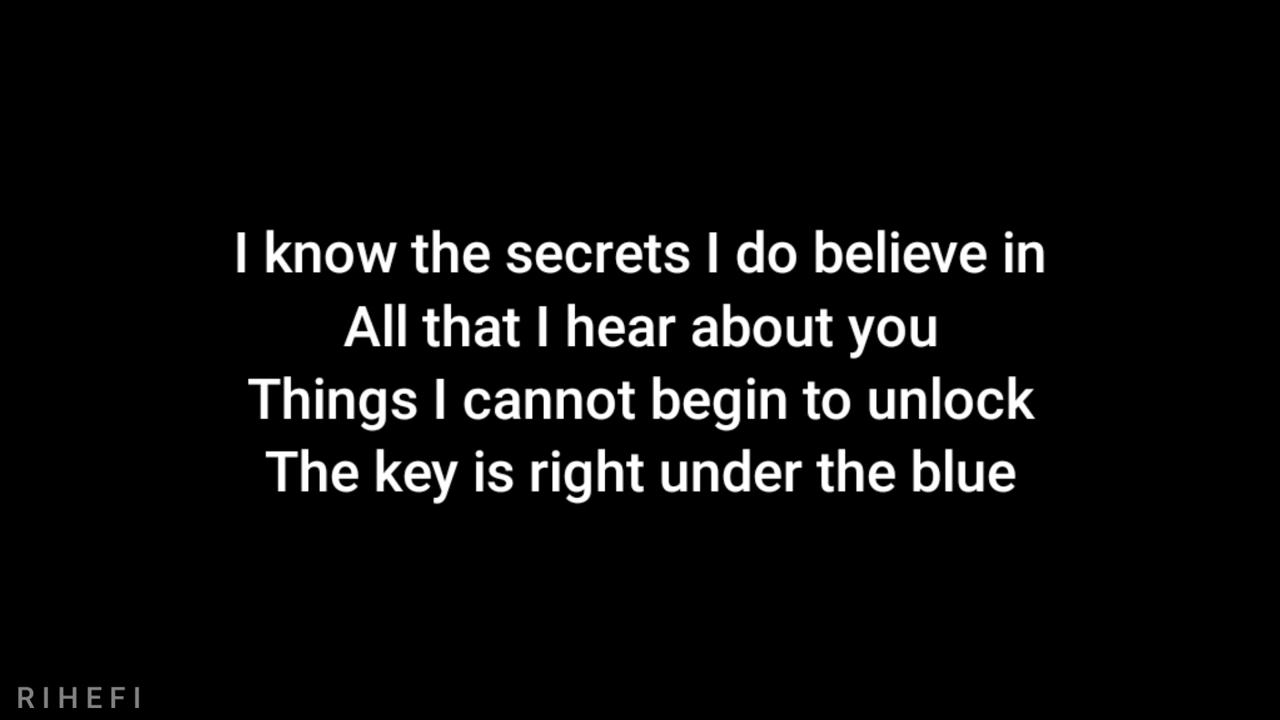 I know the secrets I do believe in
All that I hear about you
Things I cannot begin to unlock
The key is right under the blue
RIHEFI